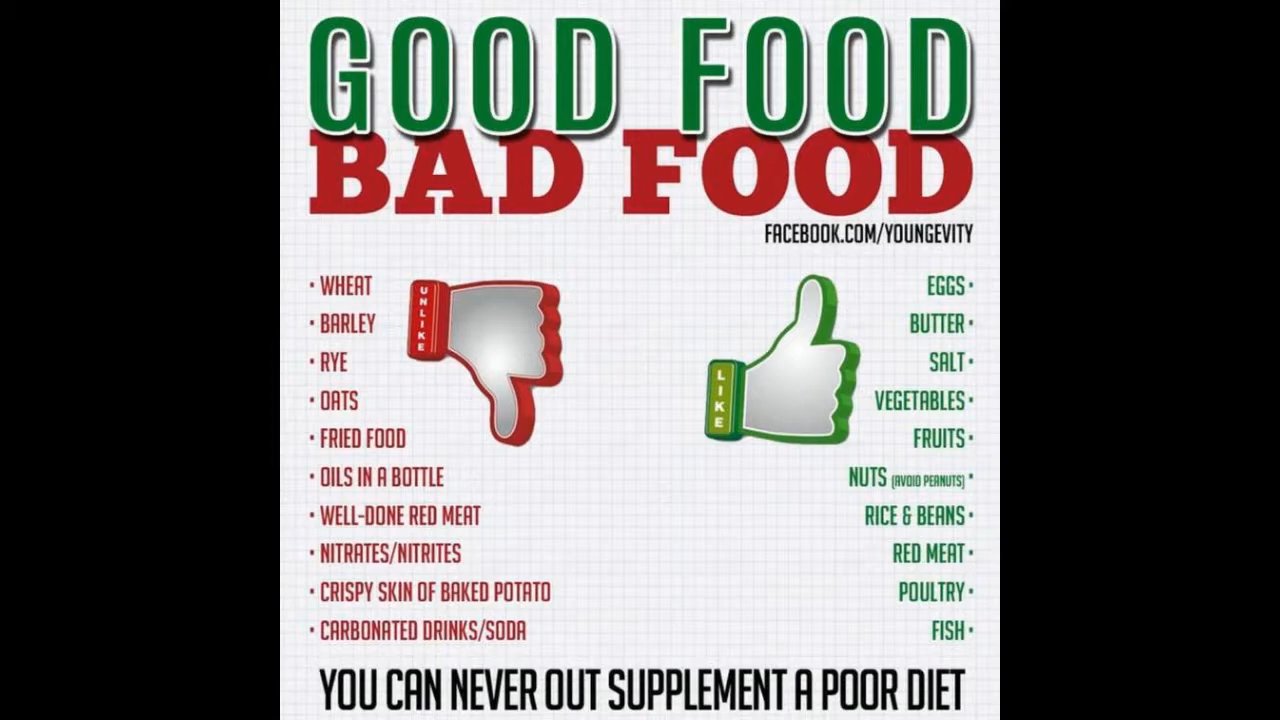 GOOD FOOD
BAD FOOD
FACEBOOK.COM/YOUNGEVITY
• WHEAT
• BARLEY
• RYE
• OATS
• FRIED FOOD
• OILS IN A BOTTLE
• WELL-DONE RED MEAT
• NITRATES/NITRITES
• CRISPY SKIN OF BAKED POTATO
• CARBONATED DRINKS/SODA
UNLIKE
LIKE
EGGS •
BUTTER •
SALT •
VEGETABLES •
FRUITS •
NUTS (AVOID PEANUTS) •
RICE & BEANS •
RED MEAT •
POULTRY •
FISH •
YOU CAN NEVER OUT SUPPLEMENT A POOR DIET